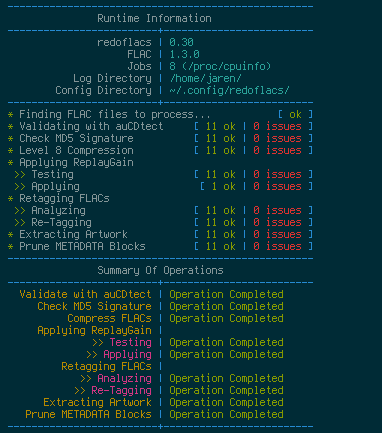 Runtime Information
redoflacs | 0.30
FLAC | 1.3.0
Jobs | 8 (/proc/cpuinfo)
Log Directory | /home/jaren/
Config Directory | ~/.config/redoflacs/
* Finding FLAC files to process... [ ok ]
* Validating with auCDtect [ 11 ok | 0 issues ]
* Check MD5 Signature [ 11 ok | 0 issues ]
* Level 8 Compression [ 11 ok | 0 issues ]
* Applying ReplayGain
>> Testing [ 11 ok | 0 issues ]
>> Applying [ 1 ok | 0 issues ]
* Retagging FLACs
>> Analyzing [ 11 ok | 0 issues ]
>> Re-Tagging [ 11 ok | 0 issues ]
* Extracting Artwork [ 11 ok | 0 issues ]
* Prune METADATA Blocks [ 11 ok | 0 issues ]
Summary Of Operations
Validate with auCDtect | Operation Completed
Check MD5 Signature | Operation Completed
Compress FLACs | Operation Completed
Applying ReplayGain |
>> Testing | Operation Completed
>> Applying | Operation Completed
Retagging FLACs |
>> Analyzing | Operation Completed
>> Re-Tagging | Operation Completed
Extracting Artwork | Operation Completed
Prune METADATA Blocks | Operation Completed